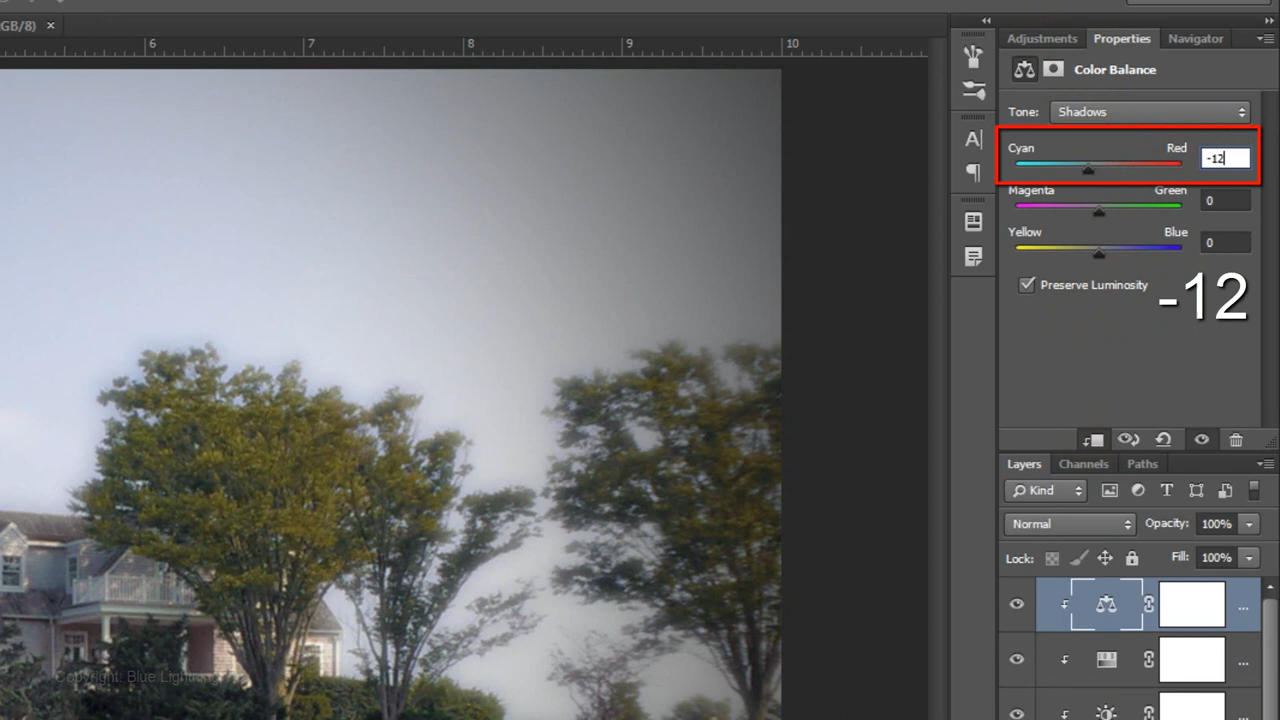 GB/8) ×
6 7 8 9 10
Adjustments Properties Navigator
Color Balance
Tone: Shadows
Cyan Red -12
Magenta Green 0
Yellow Blue 0
Preserve Luminosity
-12
Layers Channels Paths
Kind
Normal Opacity: 100%
Lock: Fill: 100%
Copyright: Blue Lightning